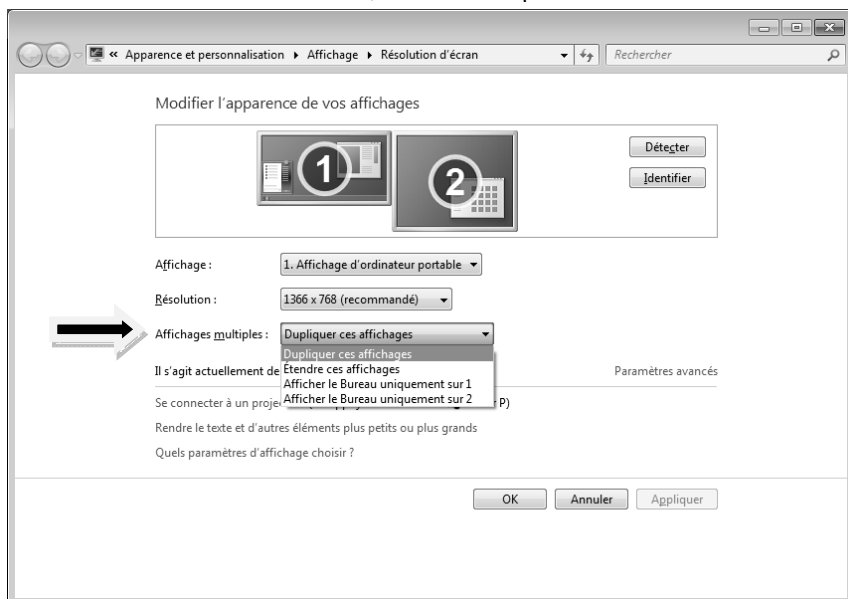 « Apparence et personnalisation ▸ Affichage ▸ Résolution d'écran
Rechercher
Modifier l'apparence de vos affichages
1
2
Détecter
Identifier
Affichage :
1. Affichage d'ordinateur portable
Résolution :
1366 x 768 (recommandé)
Affichages multiples :
Dupliquer ces affichages
Dupliquer ces affichages
Étendre ces affichages
Afficher le Bureau uniquement sur 1
Afficher le Bureau uniquement sur 2
Il s'agit actuellement de
Paramètres avancés
Se connecter à un proje P)
Rendre le texte et d'autres éléments plus petits ou plus grands
Quels paramètres d'affichage choisir ?
OK
Annuler
Appliquer